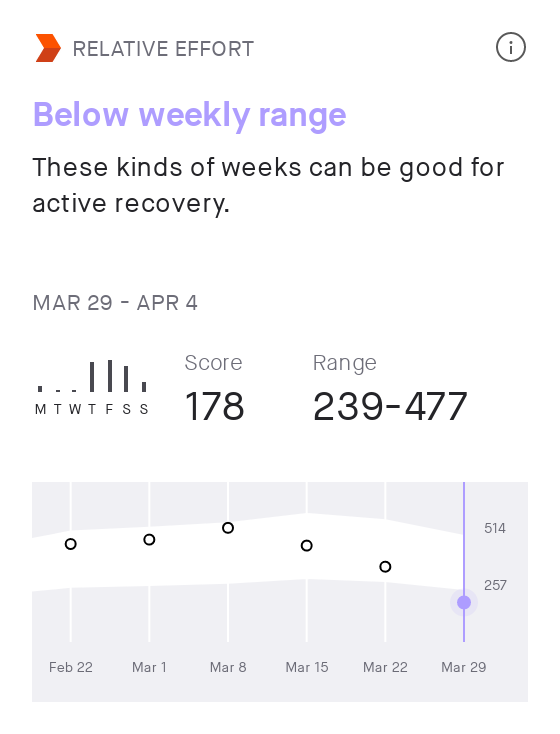 RELATIVE EFFORT
Below weekly range
These kinds of weeks can be good for
active recovery.
MAR 29 - APR 4
Score
Range
M T W T F S S
178
239-477
514
257
Feb 22
Mar 1
Mar 8
Mar 15
Mar 22
Mar 29